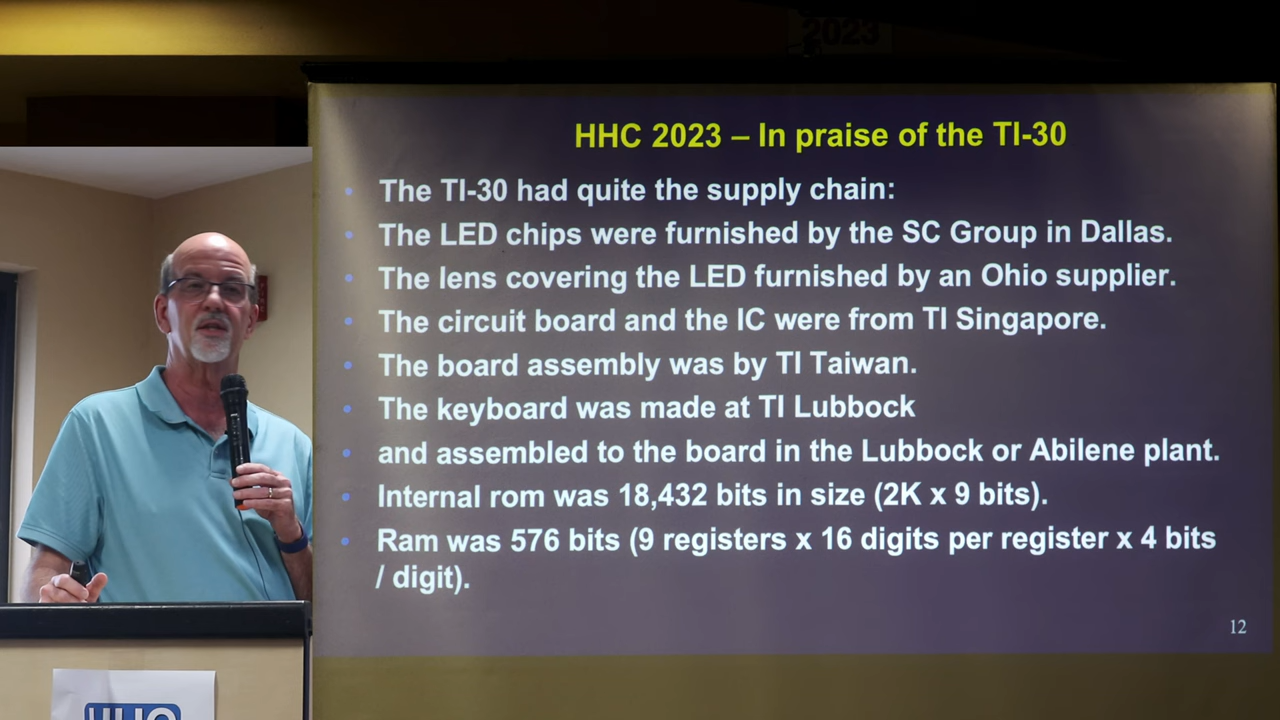 2023
HHC 2023 – In praise of the TI-30
• The TI-30 had quite the supply chain:
• The LED chips were furnished by the SC Group in Dallas.
• The lens covering the LED furnished by an Ohio supplier.
• The circuit board and the IC were from TI Singapore.
• The board assembly was by TI Taiwan.
• The keyboard was made at TI Lubbock
• and assembled to the board in the Lubbock or Abilene plant.
• Internal rom was 18,432 bits in size (2K x 9 bits).
• Ram was 576 bits (9 registers x 16 digits per register x 4 bits
/ digit).
12
HHC